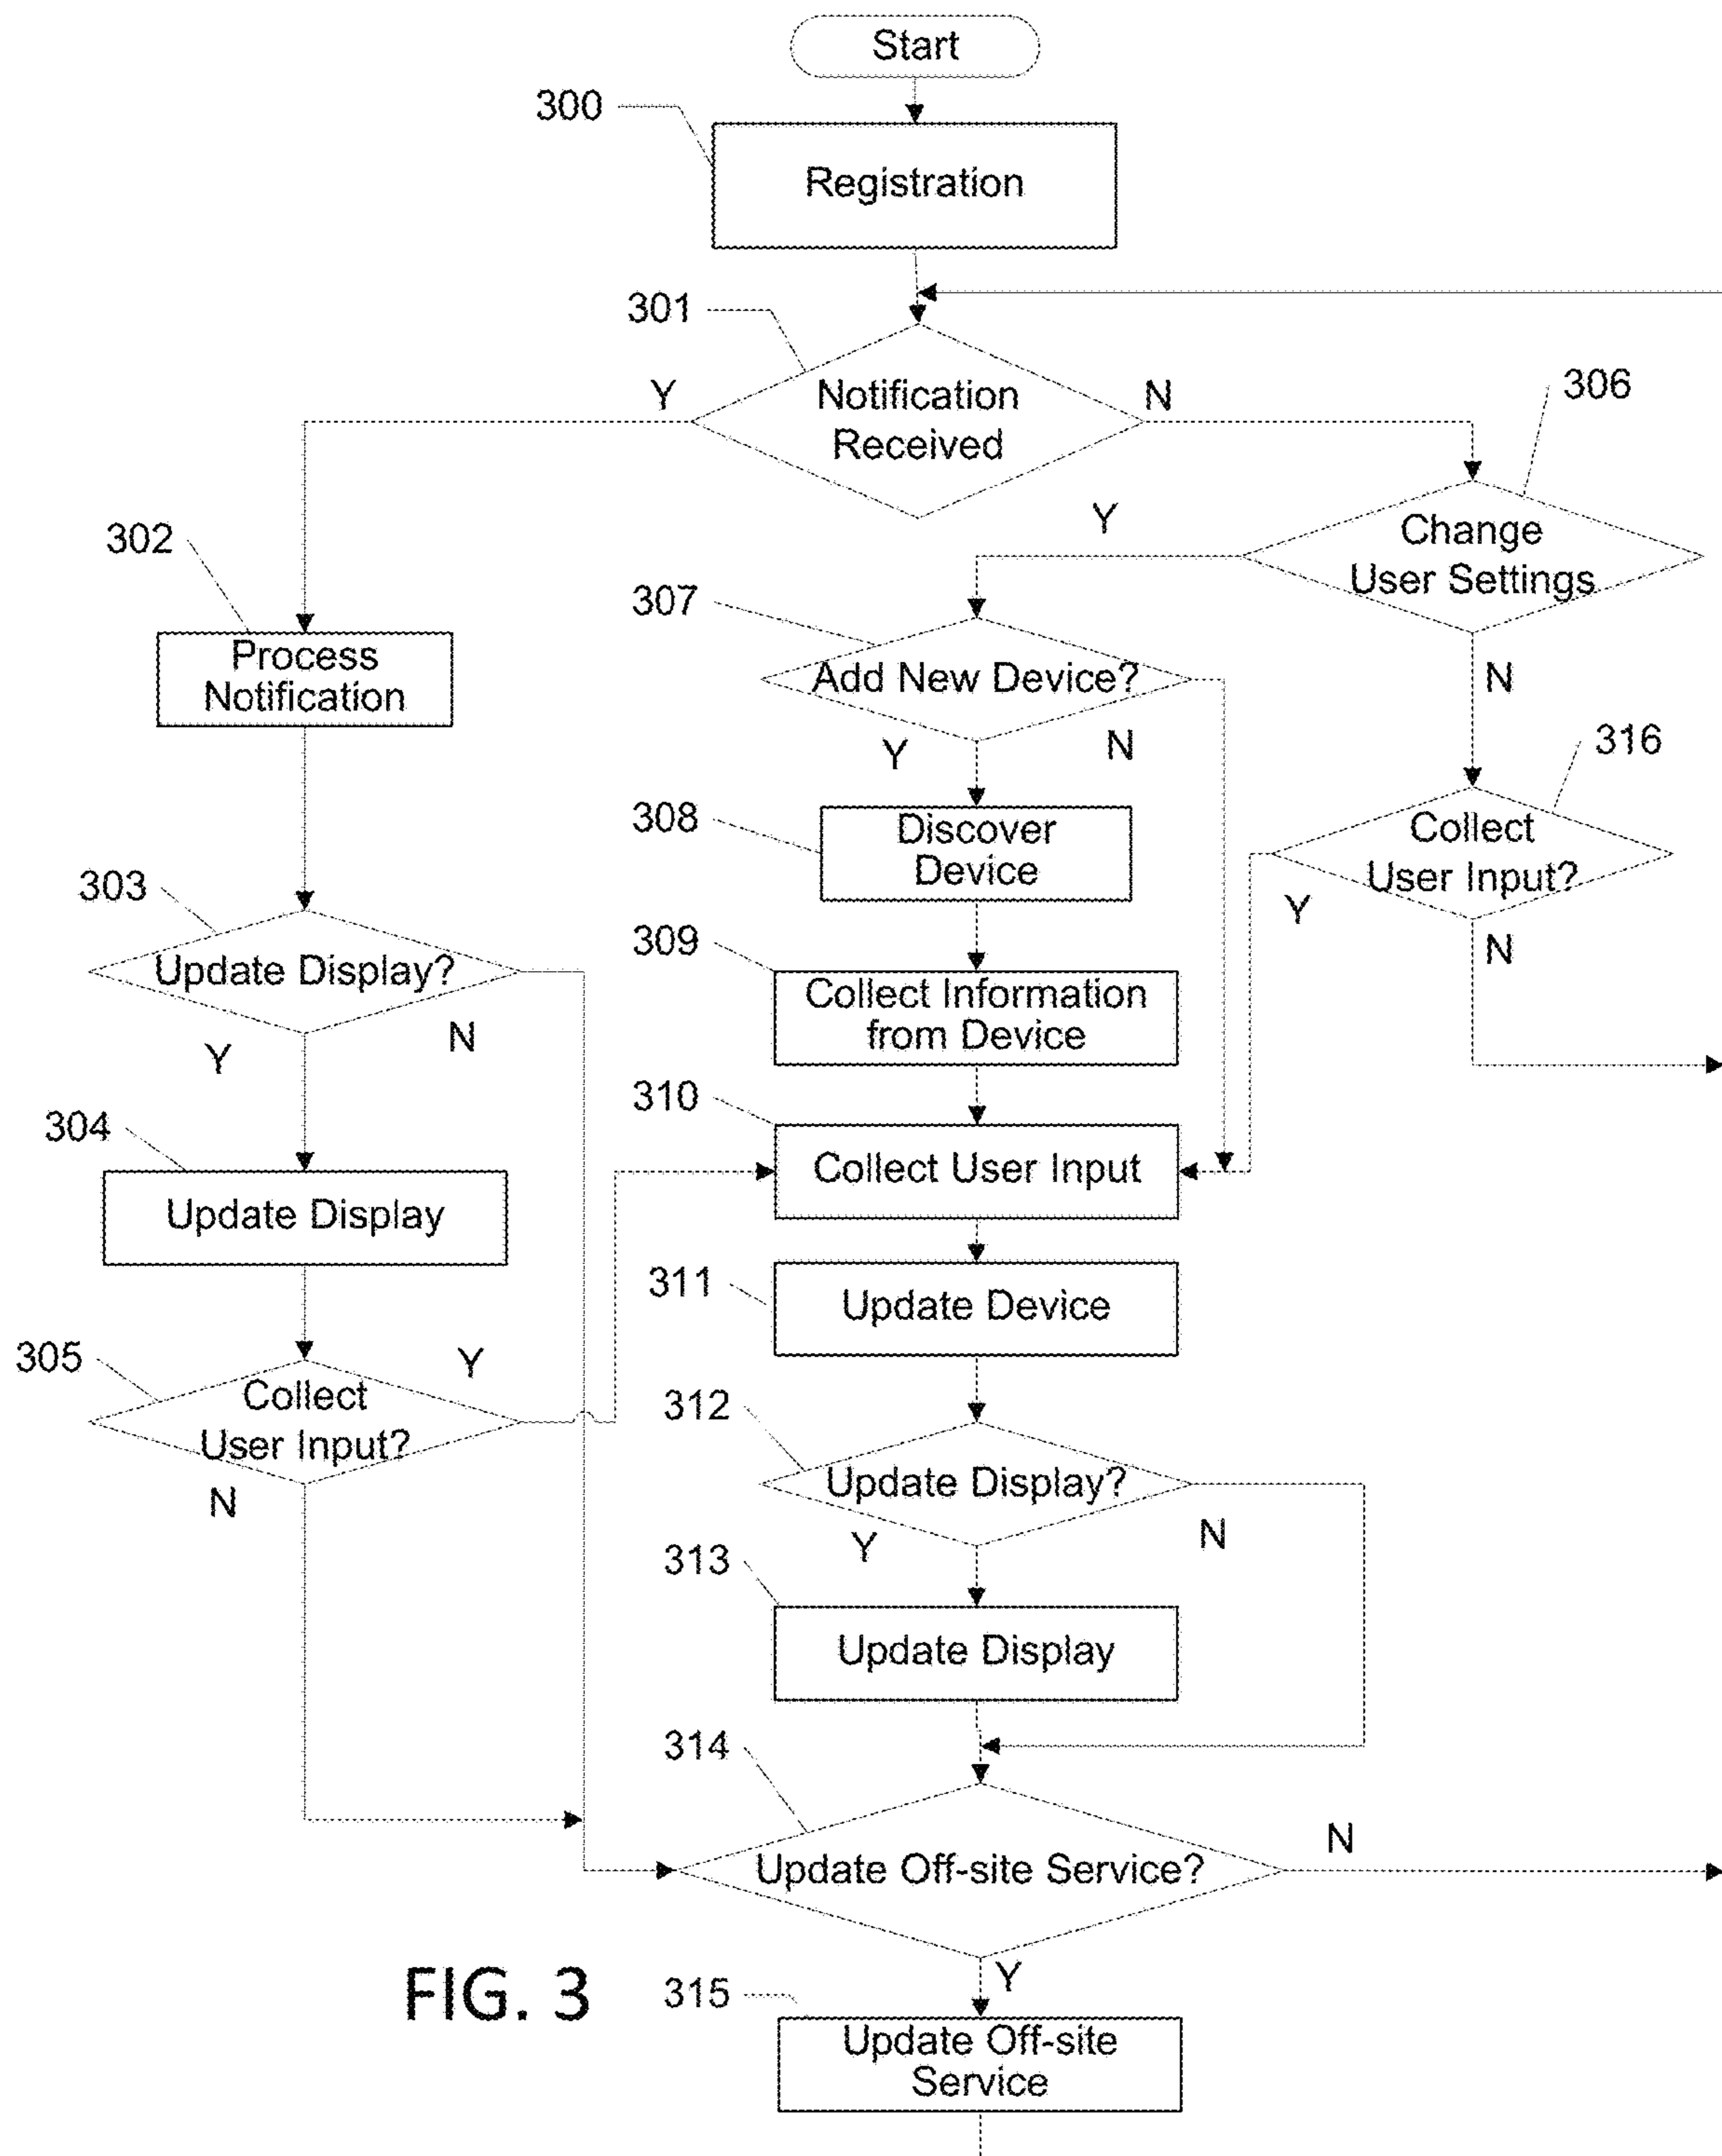 Start
300
Registration
301
Y
Notification
Received
N
306
Change
User Settings
Y
302
Process
Notification
307
Add New Device?
N
Y
N
316
Collect
User Input?
308
Discover
Device
Y
N
303
Update Display?
309
Collect Information
from Device
N
Y
310
Collect User Input
304
Update Display
311
Update Device
305
Collect
User Input?
Y
312
Update Display?
N
Y
N
313
Update Display
314
Update Off-site Service?
N
Y
FIG. 3
315
Update Off-site
Service